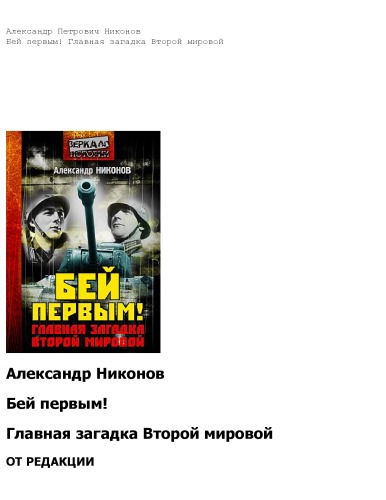 Александр Петрович Никонов
Бей первым! Главная загадка Второй мировой
ЗЕРКАЛО
ИСТОРИИ
Александр НИКОНОВ
БЕЙ
ПЕРВЫМ!
ГЛАВНАЯ ЗАГАДКА
ВТОРОЙ МИРОВОЙ
Александр Никонов
Бей первым!
Главная загадка Второй мировой
ОТ РЕДАКЦИИ